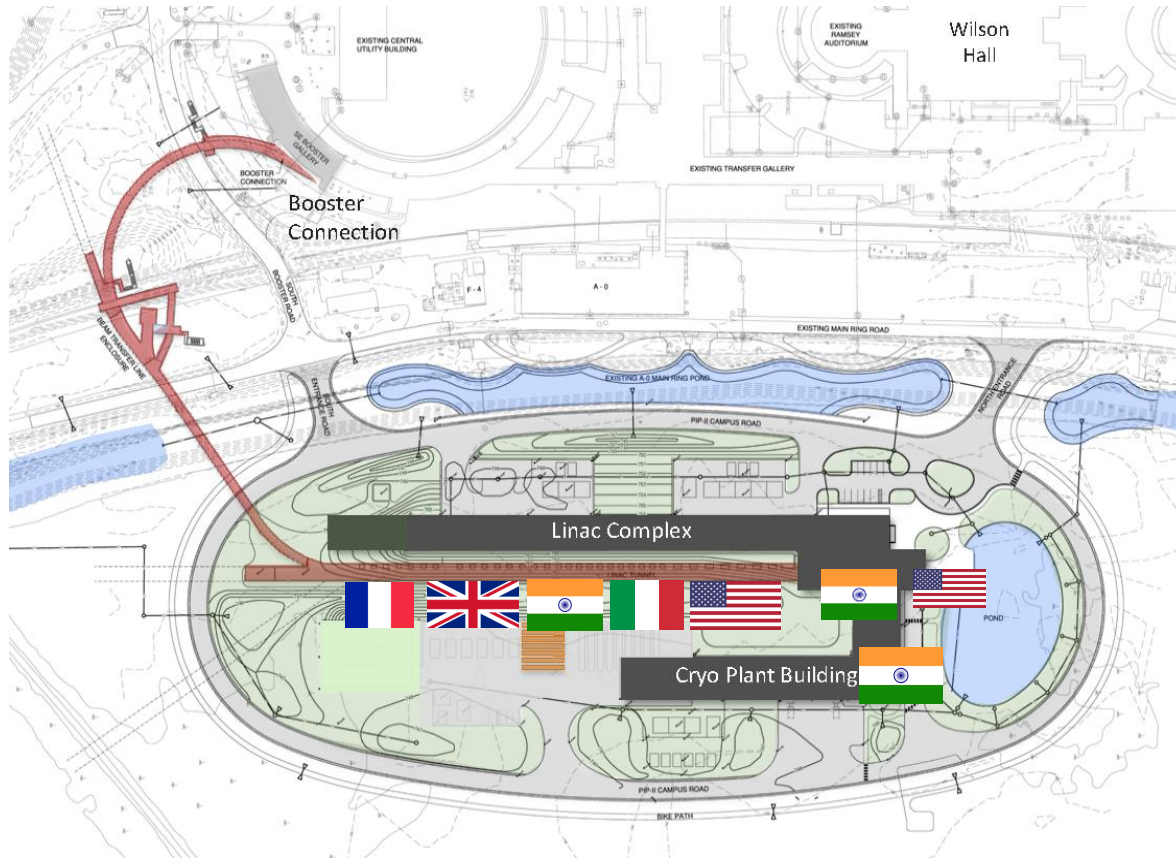 EXISTING CENTRAL
UTILITY BUILDING
EXISTING
RAMSEY
AUDITORIUM
Wilson
Hall
SE BOOSTER
GALLERY
BOOSTER
CONNECTION
EXISTING TRANSFER GALLERY
Booster
Connection
SOUTH
BOOSTER ROAD
F - 4
A - 0
BEAM TRANSFER LINE
ENCLOSURE
EXISTING MAIN RING ROAD
EXISTING A-0 MAIN RING POND
SOUTH
ENTRANCE ROAD
NORTH ENTRANCE
ROAD
PIP-II CAMPUS ROAD
Linac Complex
LINAC TUNNEL
POND
Cryo Plant Building
PIP-II CAMPUS ROAD
BIKE PATH